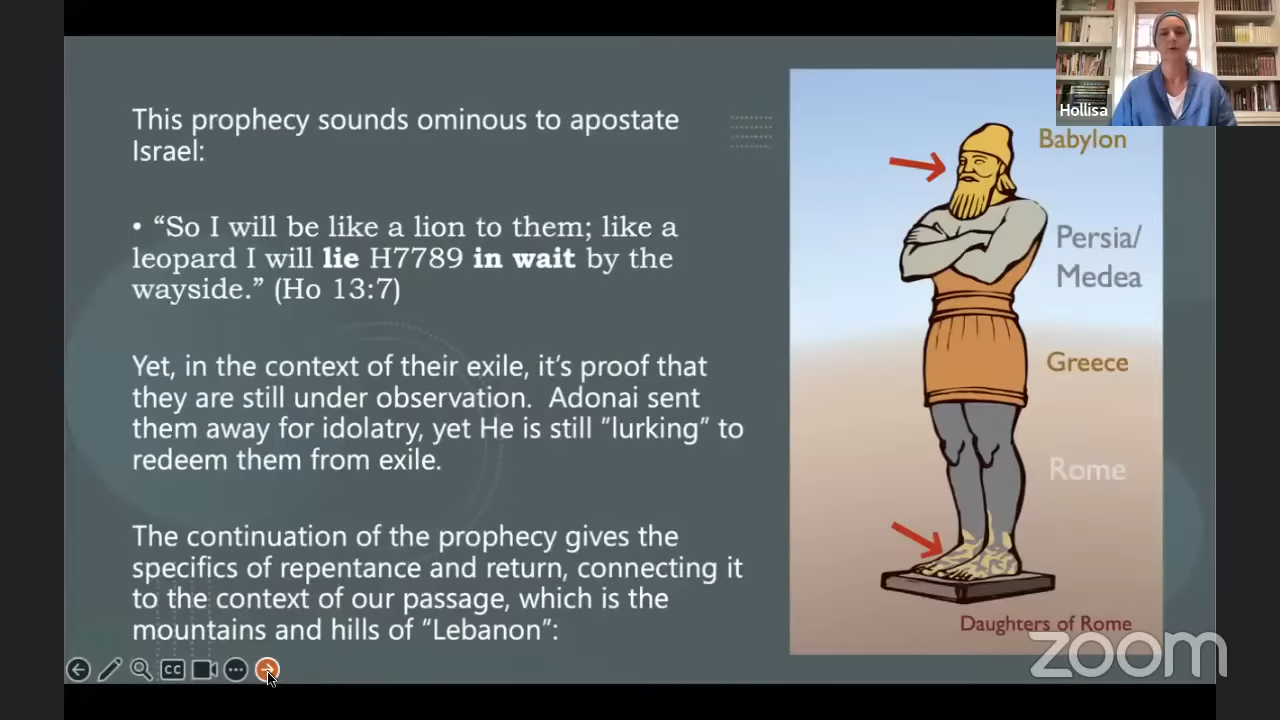 This prophecy sounds ominous to apostate
Israel:
• “So I will be like a lion to them; like a
leopard I will lie H7789 in wait by the
wayside.” (Ho 13:7)
Yet, in the context of their exile, it’s proof that
they are still under observation.  Adonai sent
them away for idolatry, yet He is still ”lurking” to
redeem them from exile.
The continuation of the prophecy gives the
specifics of repentance and return, connecting it
to the context of our passage, which is the
mountains and hills of “Lebanon”:
Hollisa
Babylon
Persia/
Medea
Greece
Rome
Daughters of Rome
zoom
CC